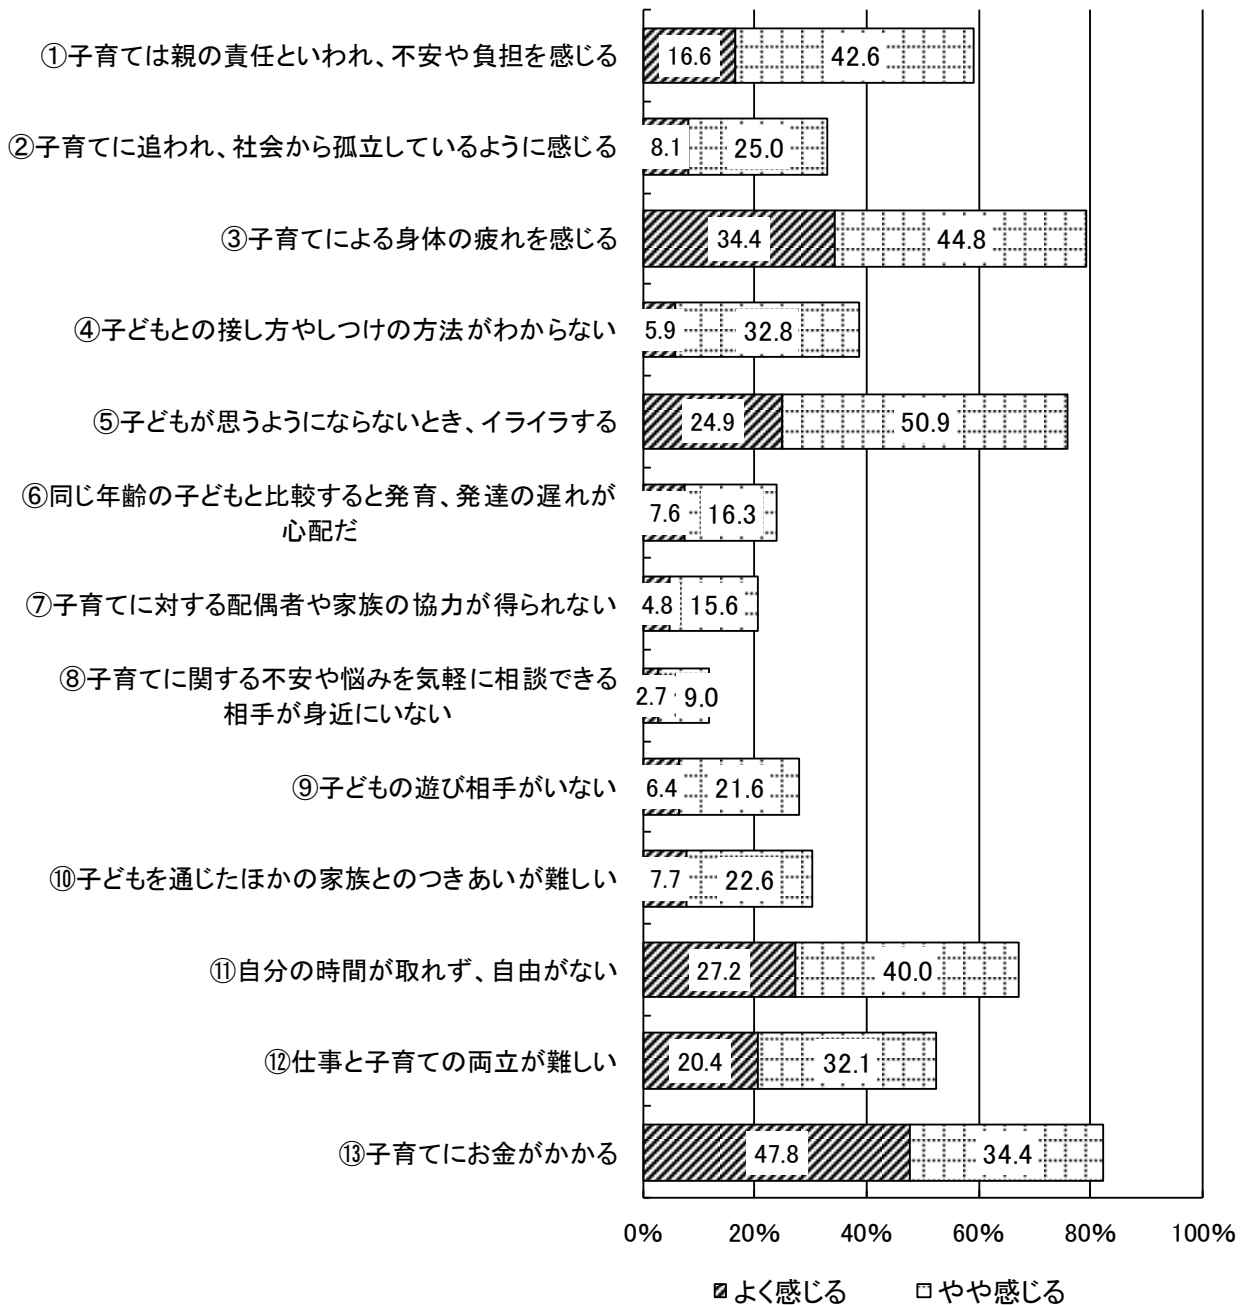 ①子育ては親の責任といわれ、不安や負担を感じる
16.6 42.6
②子育てに追われ、社会から孤立しているように感じる
8.1 25.0
③子育てによる身体の疲れを感じる
34.4 44.8
④子どもとの接し方やしつけの方法がわからない
5.9 32.8
⑤子どもが思うようにならないとき、イライラする
24.9 50.9
⑥同じ年齢の子どもと比較すると発育、発達の遅れが
心配だ
7.6 16.3
⑦子育てに対する配偶者や家族の協力が得られない
4.8 15.6
⑧子育てに関する不安や悩みを気軽に相談できる
相手が身近にいない
2.7 9.0
⑨子どもの遊び相手がいない
6.4 21.6
⑩子どもを通じたほかの家族とのつきあいが難しい
7.7 22.6
⑪自分の時間が取れず、自由がない
27.2 40.0
⑫仕事と子育ての両立が難しい
20.4 32.1
⑬子育てにお金がかかる
47.8 34.4
0% 20% 40% 60% 80% 100%
よく感じる やや感じる